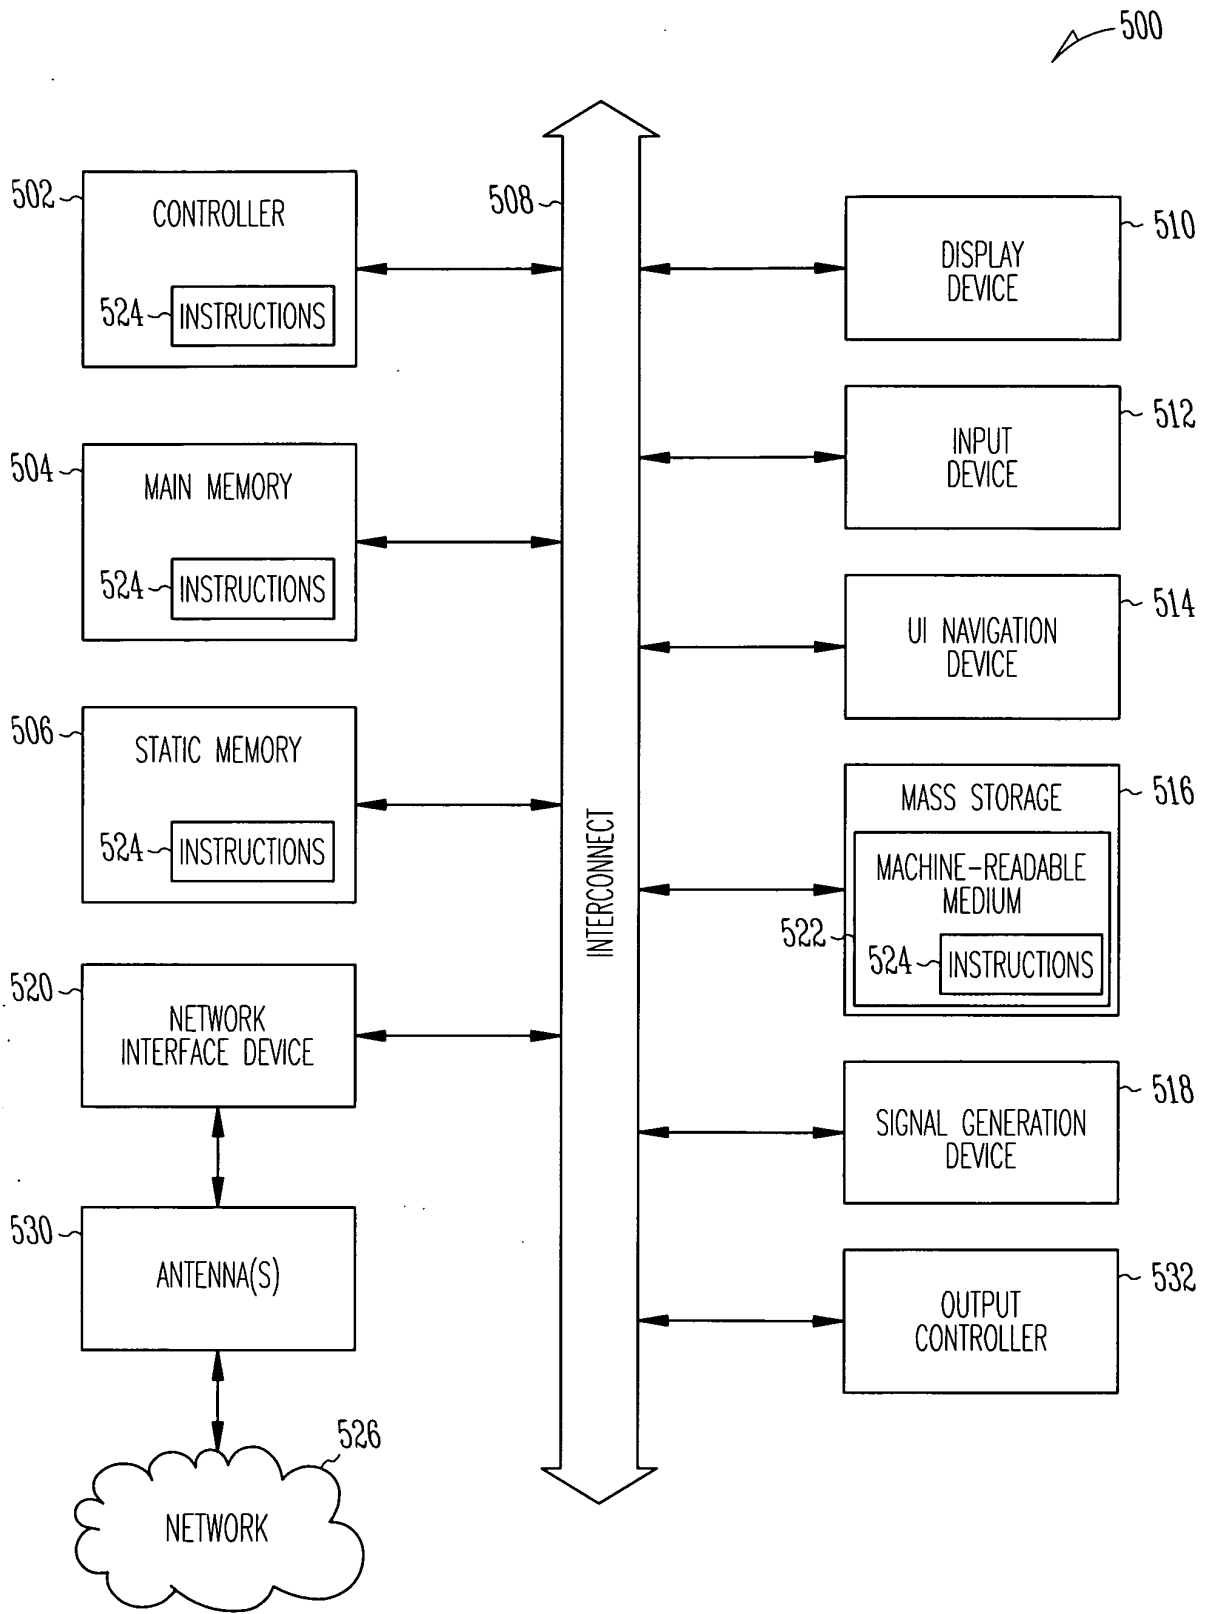 500
502
CONTROLLER
524
INSTRUCTIONS
504
MAIN MEMORY
524
INSTRUCTIONS
506
STATIC MEMORY
524
INSTRUCTIONS
520
NETWORK
INTERFACE DEVICE
530
ANTENNA(S)
526
NETWORK
508
INTERCONNECT
510
DISPLAY
DEVICE
512
INPUT
DEVICE
514
UI NAVIGATION
DEVICE
516
MASS STORAGE
MACHINE-READABLE
MEDIUM
522
524
INSTRUCTIONS
518
SIGNAL GENERATION
DEVICE
532
OUTPUT
CONTROLLER